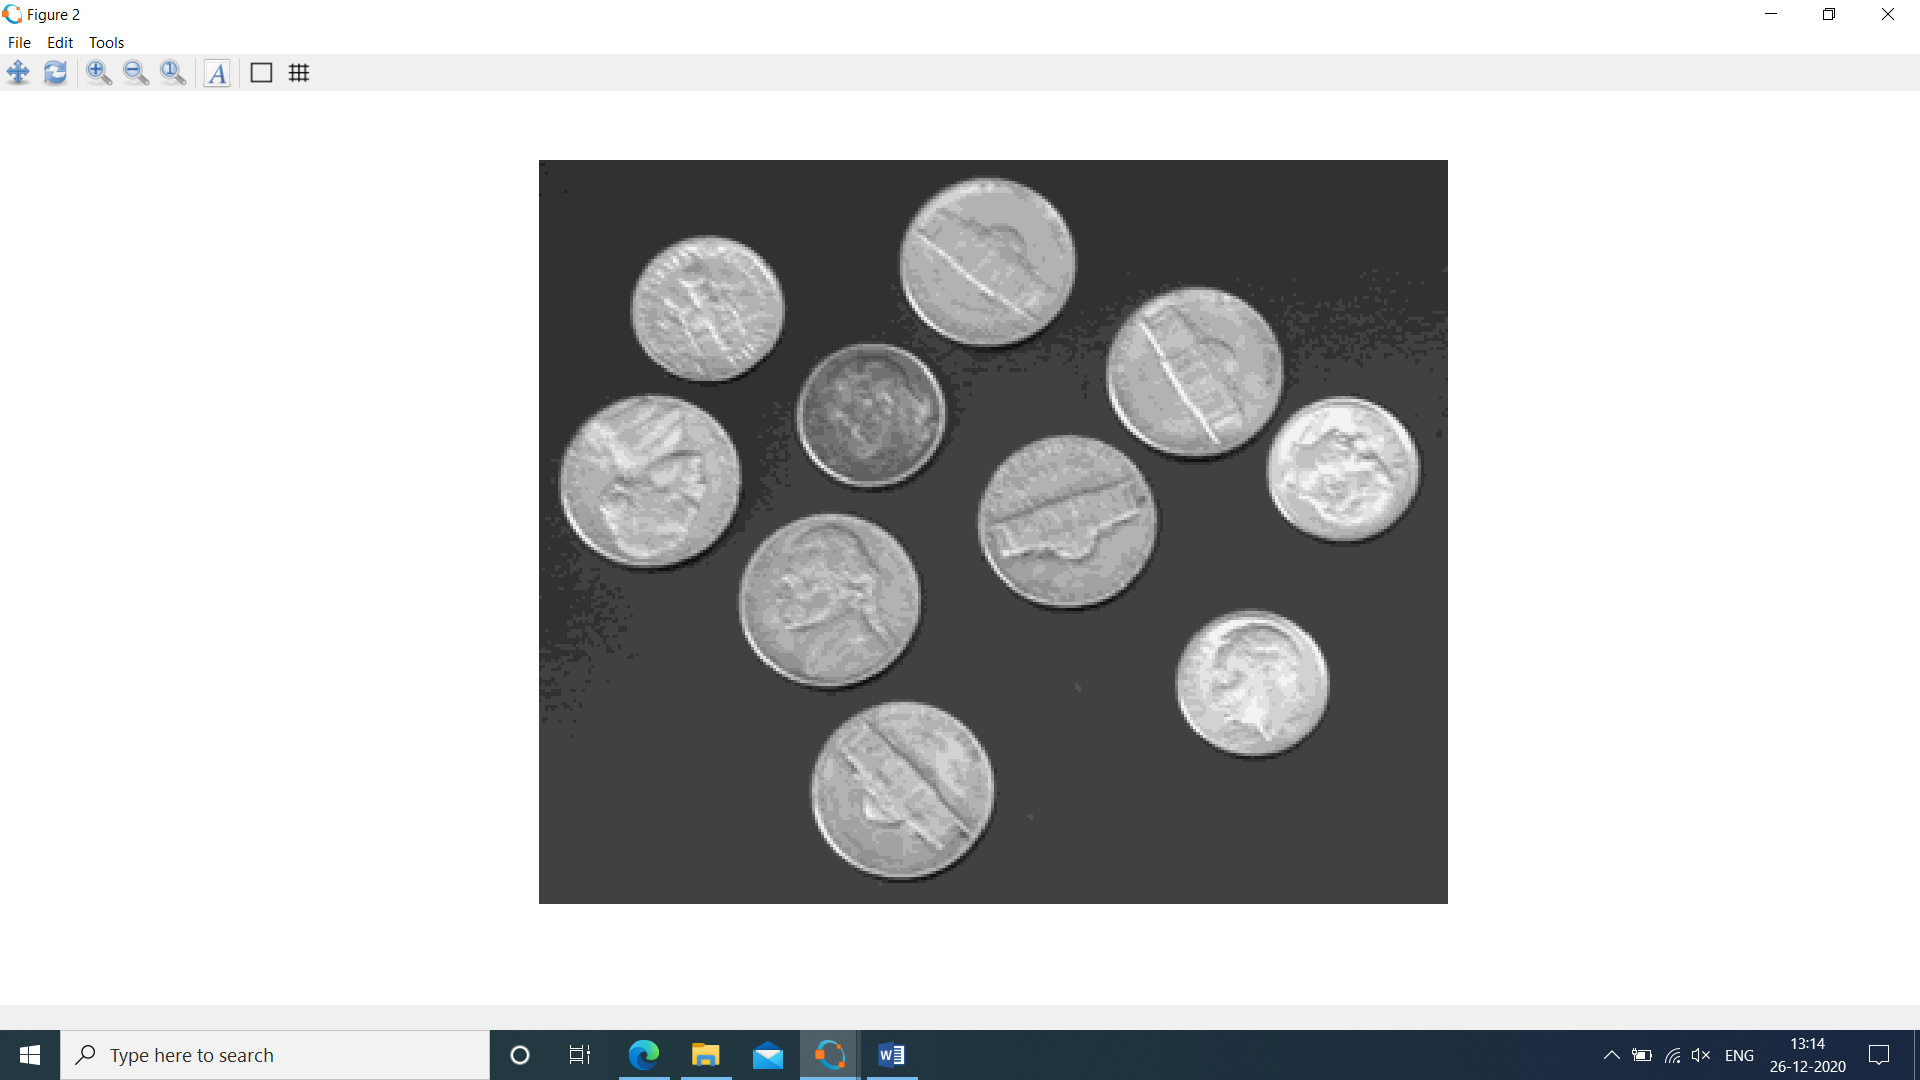 Figure 2
File Edit Tools
A
Type here to search
W
ENG
13:14
26-12-2020